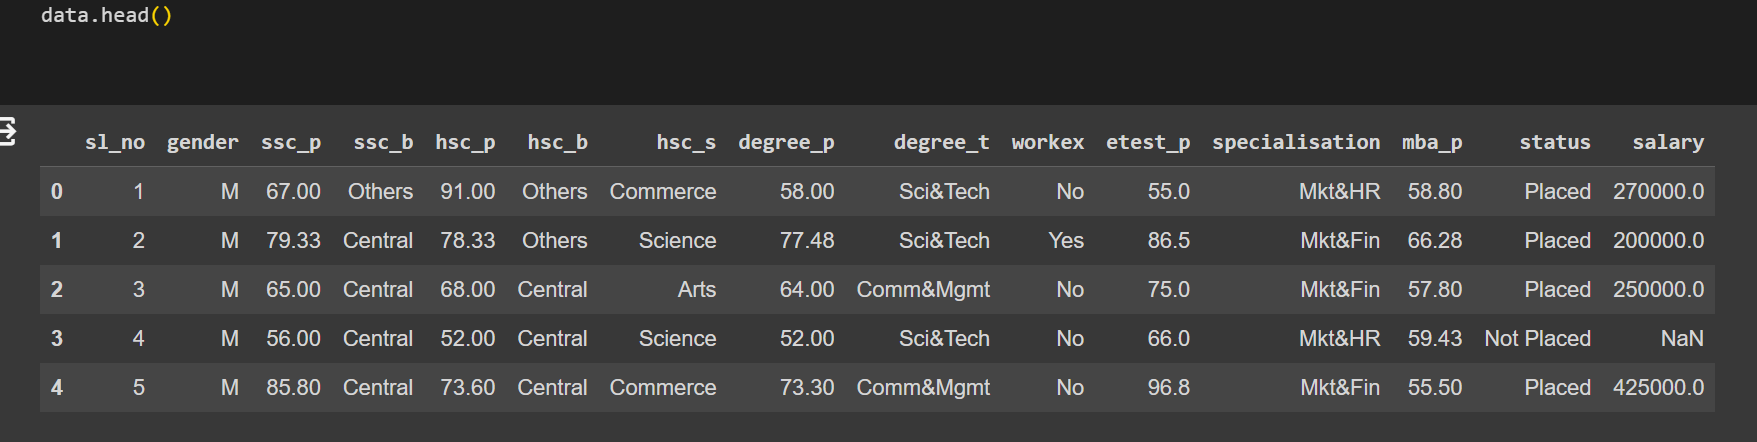 data.head()
sl_no gender ssc_p ssc_b hsc_p hsc_b hsc_s degree_p degree_t workex etest_p specialisation mba_p status salary
0 1 M 67.00 Others 91.00 Others Commerce 58.00 Sci&Tech No 55.0 Mkt&HR 58.80 Placed 270000.0
1 2 M 79.33 Central 78.33 Others Science 77.48 Sci&Tech Yes 86.5 Mkt&Fin 66.28 Placed 200000.0
2 3 M 65.00 Central 68.00 Central Arts 64.00 Comm&Mgmt No 75.0 Mkt&Fin 57.80 Placed 250000.0
3 4 M 56.00 Central 52.00 Central Science 52.00 Sci&Tech No 66.0 Mkt&HR 59.43 Not Placed NaN
4 5 M 85.80 Central 73.60 Central Commerce 73.30 Comm&Mgmt No 96.8 Mkt&Fin 55.50 Placed 425000.0